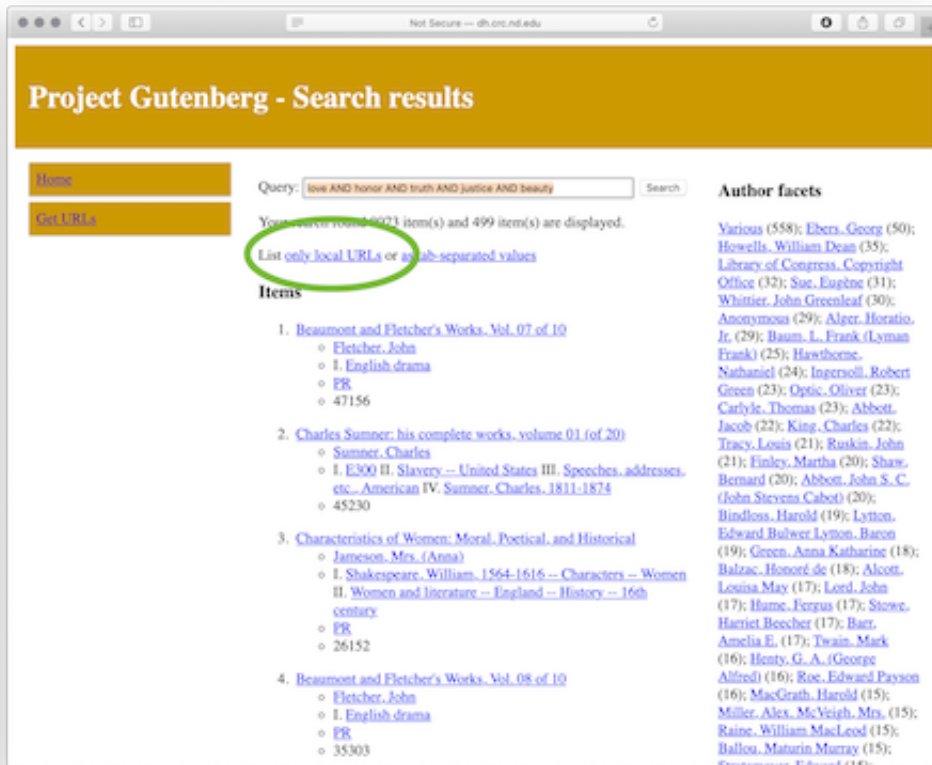 Not Secure — dh.crc.nd.edu
Project Gutenberg - Search results
Home
Get URLs
Query: love AND honor AND truth AND justice AND beauty Search
Your search found 9023 item(s) and 499 item(s) are displayed.
List only local URLs or as tab-separated values
Items
1. Beaumont and Fletcher's Works, Vol. 07 of 10
Fletcher, John
I. English drama
PR
47156
2. Charles Sumner: his complete works, volume 01 (of 20)
Sumner, Charles
I. E300 II. Slavery -- United States III. Speeches, addresses,
etc., American IV. Sumner, Charles, 1811-1874
45230
3. Characteristics of Women: Moral, Poetical, and Historical
Jameson, Mrs. (Anna)
I. Shakespeare, William, 1564-1616 -- Characters -- Women
II. Women and literature -- England -- History -- 16th
century
PR
26152
4. Beaumont and Fletcher's Works, Vol. 08 of 10
Fletcher, John
I. English drama
PR
35303
Author facets
Various (558); Ebers, Georg (50);
Howells, William Dean (35);
Library of Congress. Copyright
Office (32); Sue, Eugène (31);
Whittier, John Greenleaf (30);
Anonymous (29); Alger, Horatio,
Jr. (29); Baum, L. Frank (Lyman
Frank) (25); Hawthorne,
Nathaniel (24); Ingersoll, Robert
Green (23); Optic, Oliver (23);
Carlyle, Thomas (23); Abbott,
Jacob (22); King, Charles (22);
Tracy, Louis (21); Ruskin, John
(21); Finley, Martha (20); Shaw,
Bernard (20); Abbott, John S. C.
(John Stevens Cabot) (20);
Bindloss, Harold (19); Lytton,
Edward Bulwer Lytton, Baron
(19); Green, Anna Katharine (18);
Balzac, Honoré de (18); Alcott,
Louisa May (17); Lord, John
(17); Hume, Fergus (17); Stowe,
Harriet Beecher (17); Barr,
Amelia E. (17); Twain, Mark
(16); Henty, G. A. (George
Alfred) (16); Roe, Edward Payson
(16); MacGrath, Harold (15);
Miller, Alex. McVeigh, Mrs. (15);
Raine, William MacLeod (15);
Ballou, Maturin Murray (15);